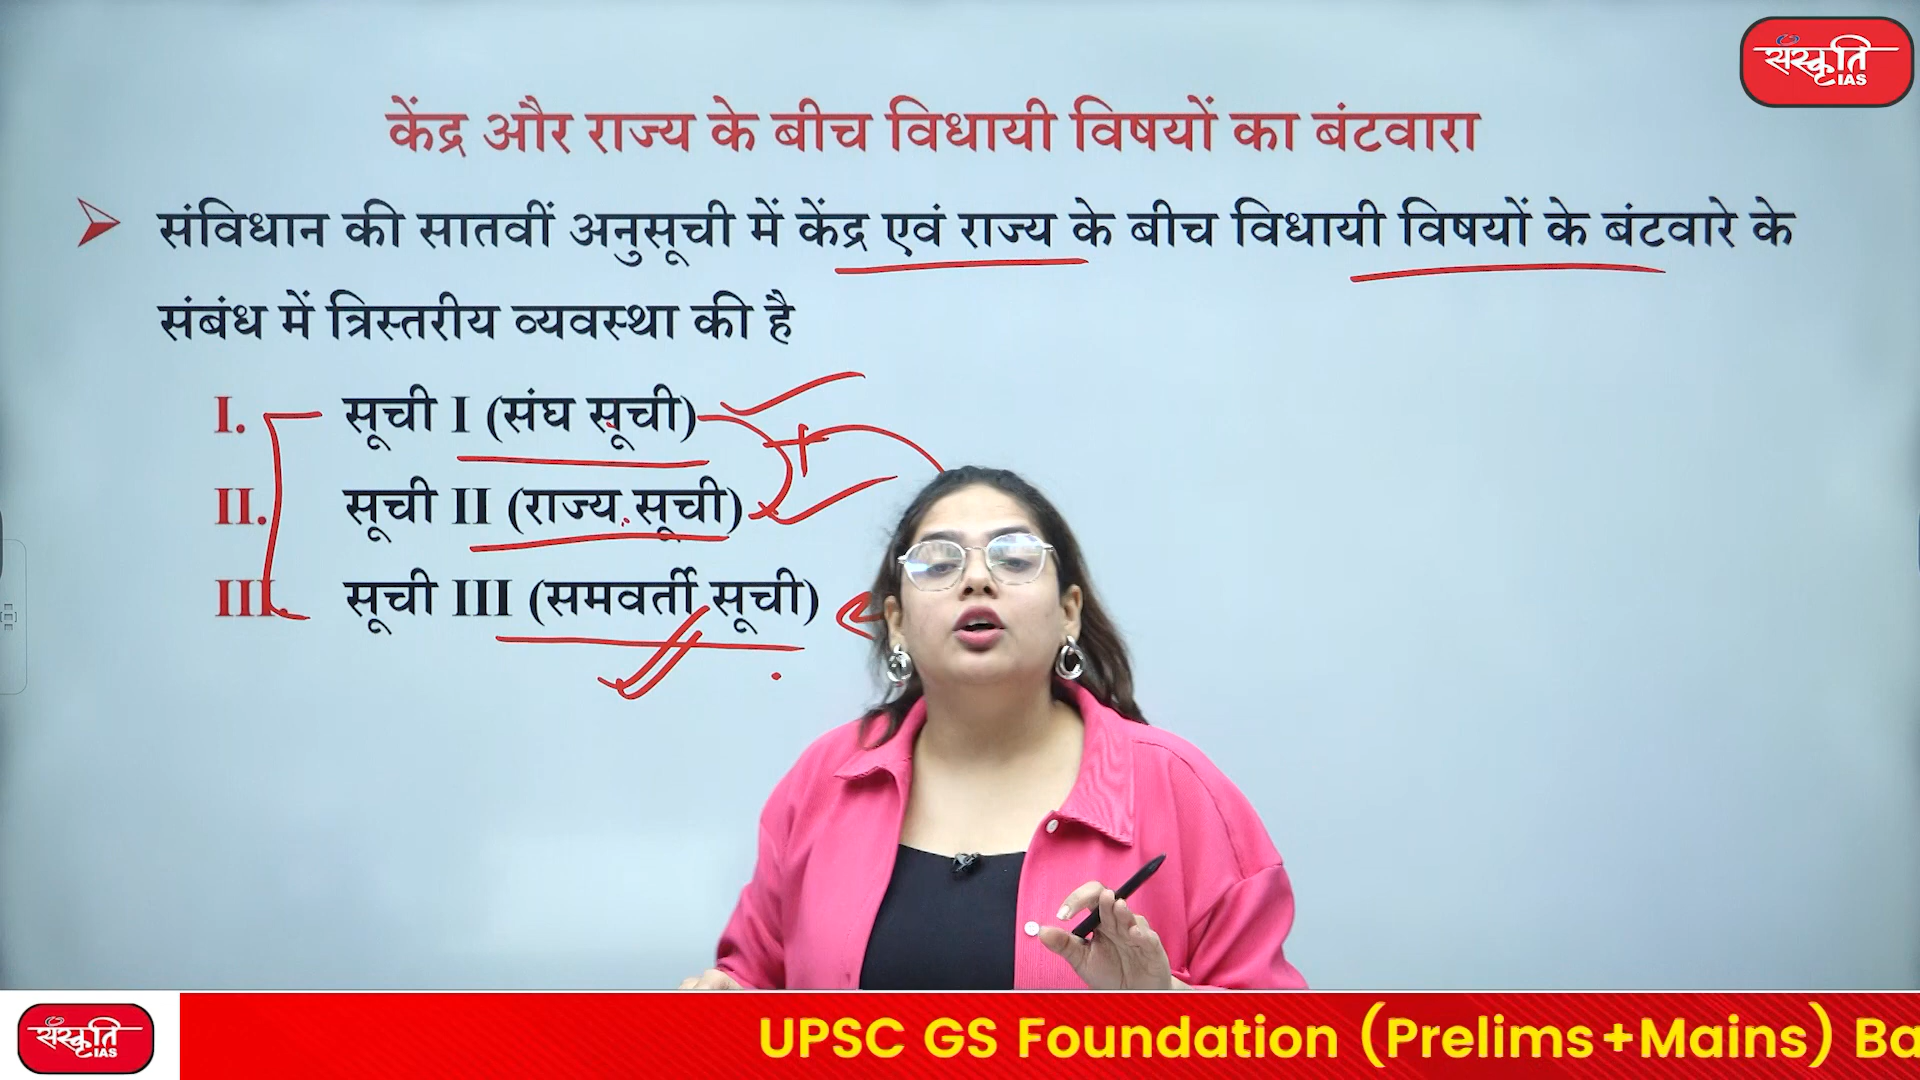 संस्कृति
IAS
केंद्र और राज्य के बीच विधायी विषयों का बंटवारा
संविधान की सातवीं अनुसूची में केंद्र एवं राज्य के बीच विधायी विषयों के बंटवारे के
संबंध में त्रिस्तरीय व्यवस्था की है
I. सूची I (संघ सूची)
II. सूची II (राज्य सूची)
III. सूची III (समवर्ती सूची)
संस्कृति
IAS
UPSC GS Foundation (Prelims+Mains) Ba